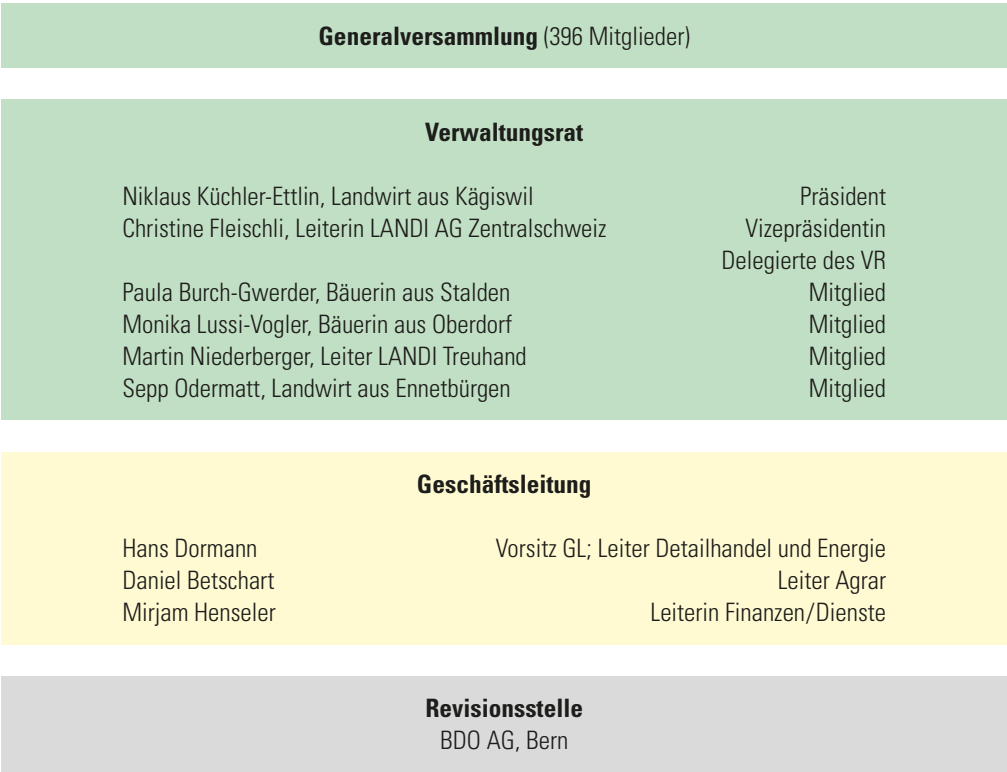 Generalversammlung (396 Mitglieder)
Verwaltungsrat
Niklaus Küchler-Ettlin, Landwirt aus Kägiswil Präsident
Christine Fleischli, Leiterin LANDI AG Zentralschweiz Vizepräsidentin
Delegierte des VR
Paula Burch-Gwerder, Bäuerin aus Stalden Mitglied
Monika Lussi-Vogler, Bäuerin aus Oberdorf Mitglied
Martin Niederberger, Leiter LANDI Treuhand Mitglied
Sepp Odermatt, Landwirt aus Ennetbürgen Mitglied
Geschäftsleitung
Hans Dormann Vorsitz GL; Leiter Detailhandel und Energie
Daniel Betschart Leiter Agrar
Mirjam Henseler Leiterin Finanzen/Dienste
Revisionsstelle
BDO AG, Bern